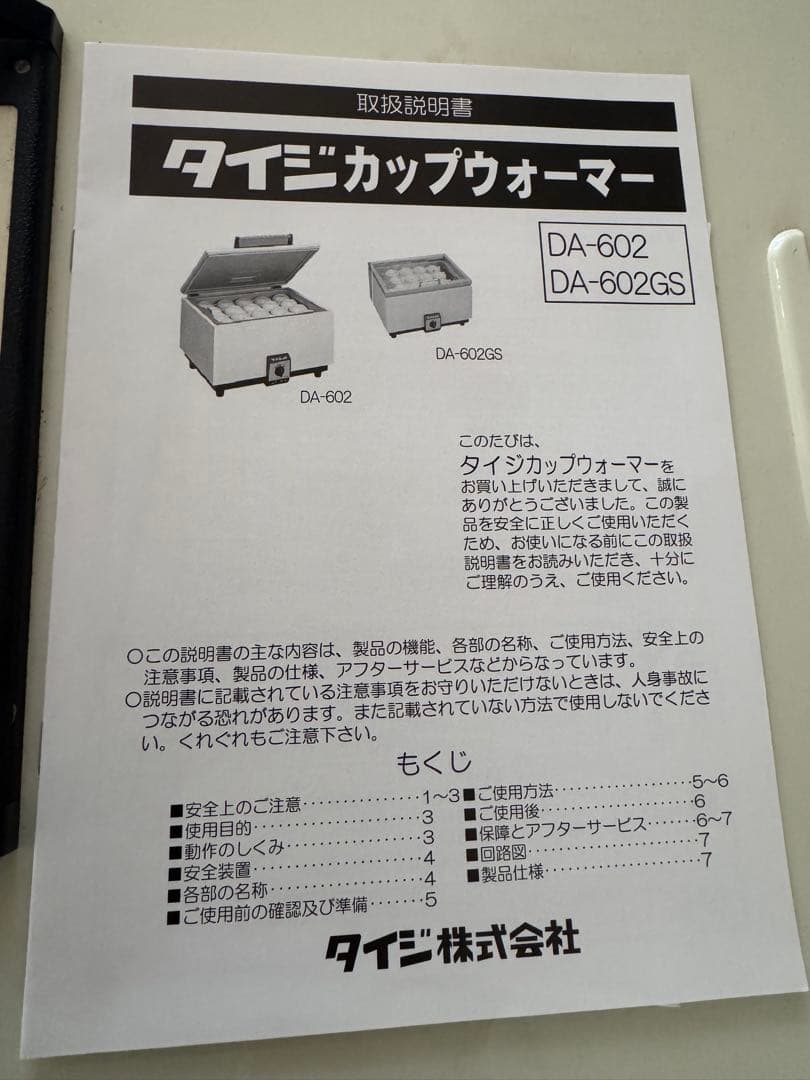 取扱説明書
タイジカップウォーマー
DA-602
DA-602GS
DA-602GS
DA-602
このたびは、
タイジカップウォーマーを
お買い上げいただきまして、誠に
ありがとうございました。この製
品を安全に正しくご使用いただく
ため、お使いになる前にこの取扱
説明書をお読みいただき、十分に
ご理解のうえ、ご使用ください。
○この説明書の主な内容は、製品の機能、各部の名称、ご使用方法、安全上の
注意事項、製品の仕様、アフターサービスなどからなっています。
○説明書に記載されている注意事項をお守りいただけないときは、人身事故に
つながる恐れがあります。また記載されていない方法で使用しないでくださ
い。くれぐれもご注意下さい。
もくじ
■安全上のご注意･･････････････1～3
■使用目的････････････････････3
■動作のしくみ････････････････3
■安全装置････････････････････4
■各部の名称･･････････････････4
■ご使用前の確認及び準備･･･････5
■ご使用方法････････････････5～6
■ご使用後･･････････････････6
■保障とアフターサービス･･････6～7
■回路図････････････････････7
■製品仕様･･････････････････7
タイジ株式会社